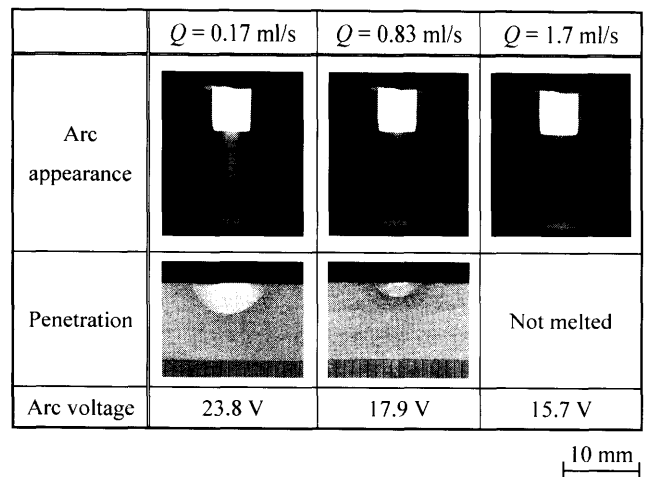 Q = 0.17 ml/s Q = 0.83 ml/s Q = 1.7 ml/s
Arc
appearance
Penetration Not melted
Arc voltage 23.8 V 17.9 V 15.7 V
10 mm